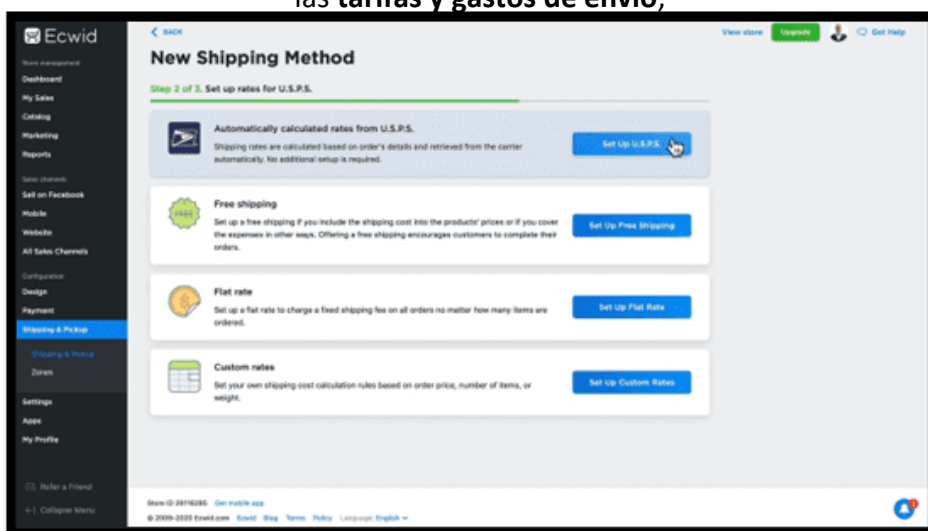 las tarifas y gastos de envío,
Ecwid
Store management
Dashboard
My Sales
Catalog
Marketing
Reports
Sales channels
Sell on Facebook
Mobile
Website
All Sales Channels
Configuration
Design
Payment
Shipping & Pickup
Shipping & Pickup
Zones
Settings
Apps
My Profile
Refer a Friend
Collapse Menu
BACK
View store
Upgrade
Get Help
New Shipping Method
Step 2 of 3. Set up rates for U.S.P.S.
Automatically calculated rates from U.S.P.S.
Shipping rates are calculated based on order's details and retrieved from the carrier
automatically. No additional setup is required.
Set Up U.S.P.S.
FREE
Free shipping
Set up a free shipping if you include the shipping cost into the products' prices or if you cover
the expenses in other ways. Offering a free shipping encourages customers to complete their
orders.
Set Up Free Shipping
Flat rate
Set up a flat rate to charge a fixed shipping fee on all orders no matter how many items are
ordered.
Set Up Flat Rate
Custom rates
Set your own shipping cost calculation rules based on order price, number of items, or
weight.
Set Up Custom Rates
Store ID Get mobile app
© 2009-2020 Ecwid.com Ecwid Blog Terms Policy Language: English